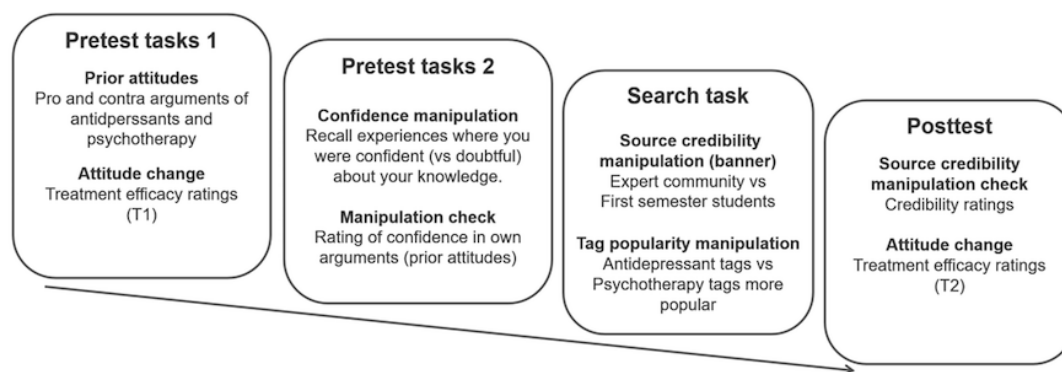 Pretest tasks 1
Prior attitudes
Pro and contra arguments of
antidperssants and
psychotherapy
Attitude change
Treatment efficacy ratings
(T1)
Pretest tasks 2
Confidence manipulation
Recall experiences where you
were confident (vs doubtful)
about your knowledge.
Manipulation check
Rating of confidence in own
arguments (prior attitudes)
Search task
Source credibility
manipulation (banner)
Expert community vs
First semester students
Tag popularity manipulation
Antidepressant tags vs
Psychotherapy tags more
popular
Posttest
Source credibility
manipulation check
Credibility ratings
Attitude change
Treatment efficacy ratings
(T2)